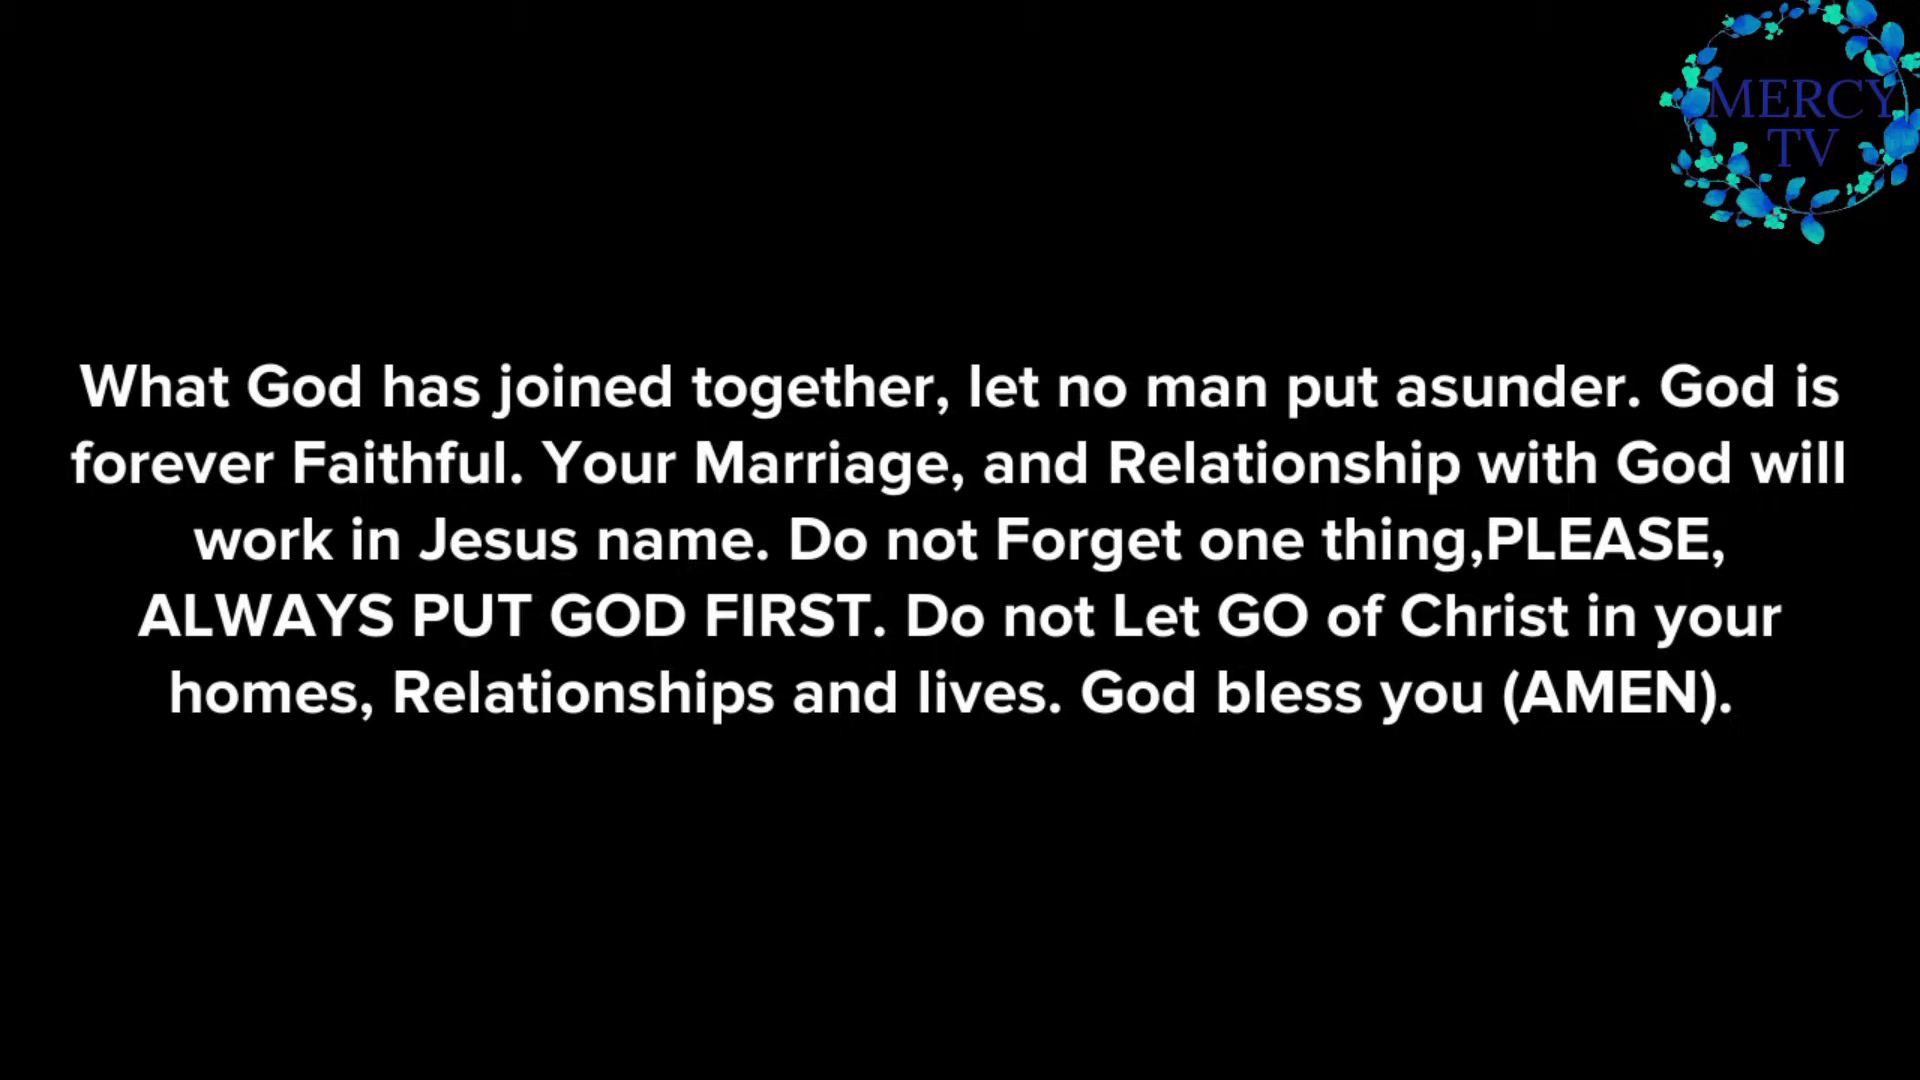 MERCY
TV
What God has joined together, let no man put asunder. God is
forever Faithful. Your Marriage, and Relationship with God will
work in Jesus name. Do not Forget one thing,PLEASE,
ALWAYS PUT GOD FIRST. Do not Let GO of Christ in your
homes, Relationships and lives. God bless you (AMEN).